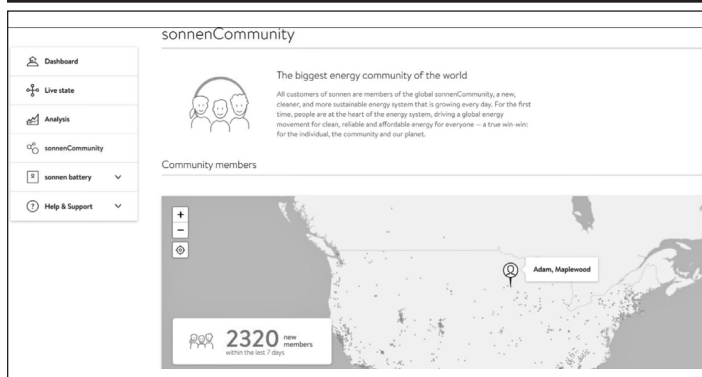 sonnenCommunity
Dashboard
Live state
Analysis
sonnenCommunity
sonnen battery
Help & Support
The biggest energy community of the world
All customers of sonnen are members of the global sonnenCommunity, a new,
cleaner, and more sustainable energy system that is growing every day. For the first
time, people are at the heart of the energy system, driving a global energy
movement for clean, reliable and affordable energy for everyone – a true win-win:
for the individual, the community and our planet.
Community members
+
−
Adam, Maplewood
2320 new
members
within the last 7 days